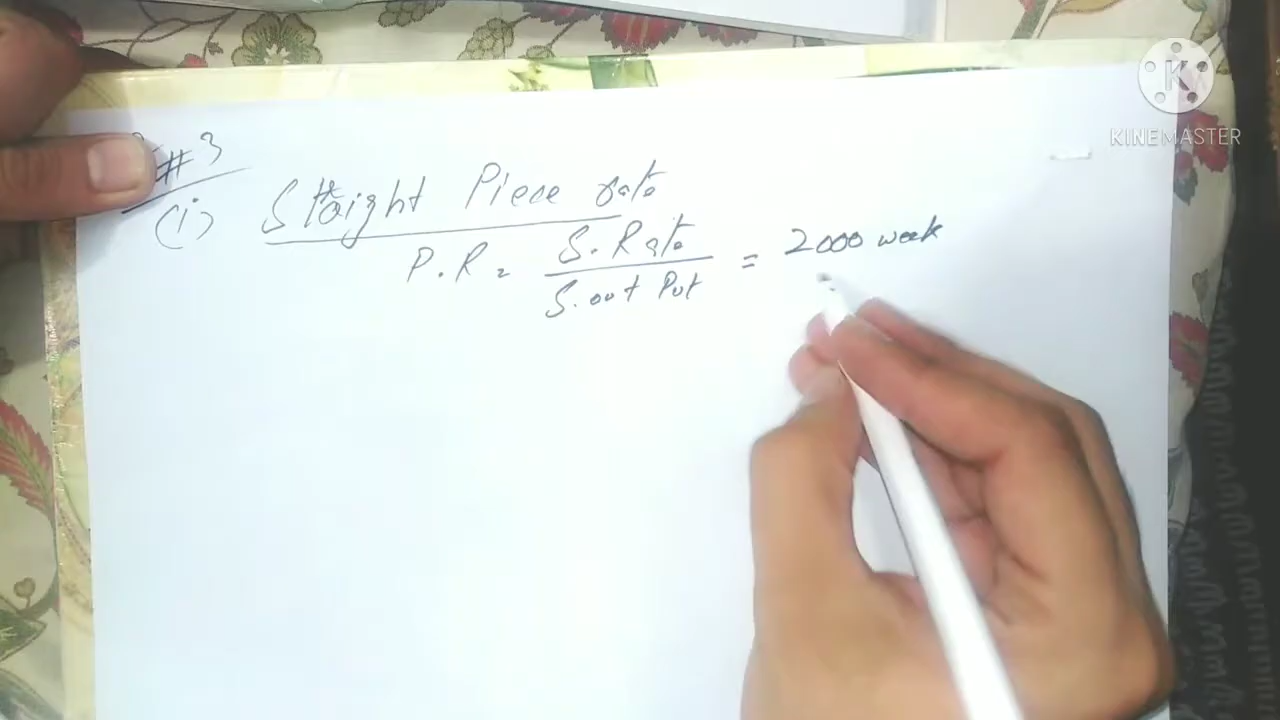 KINEMASTER
#3
(i) Straight Piece rate
P.R = S.Rate / S.out Put = 2000 week